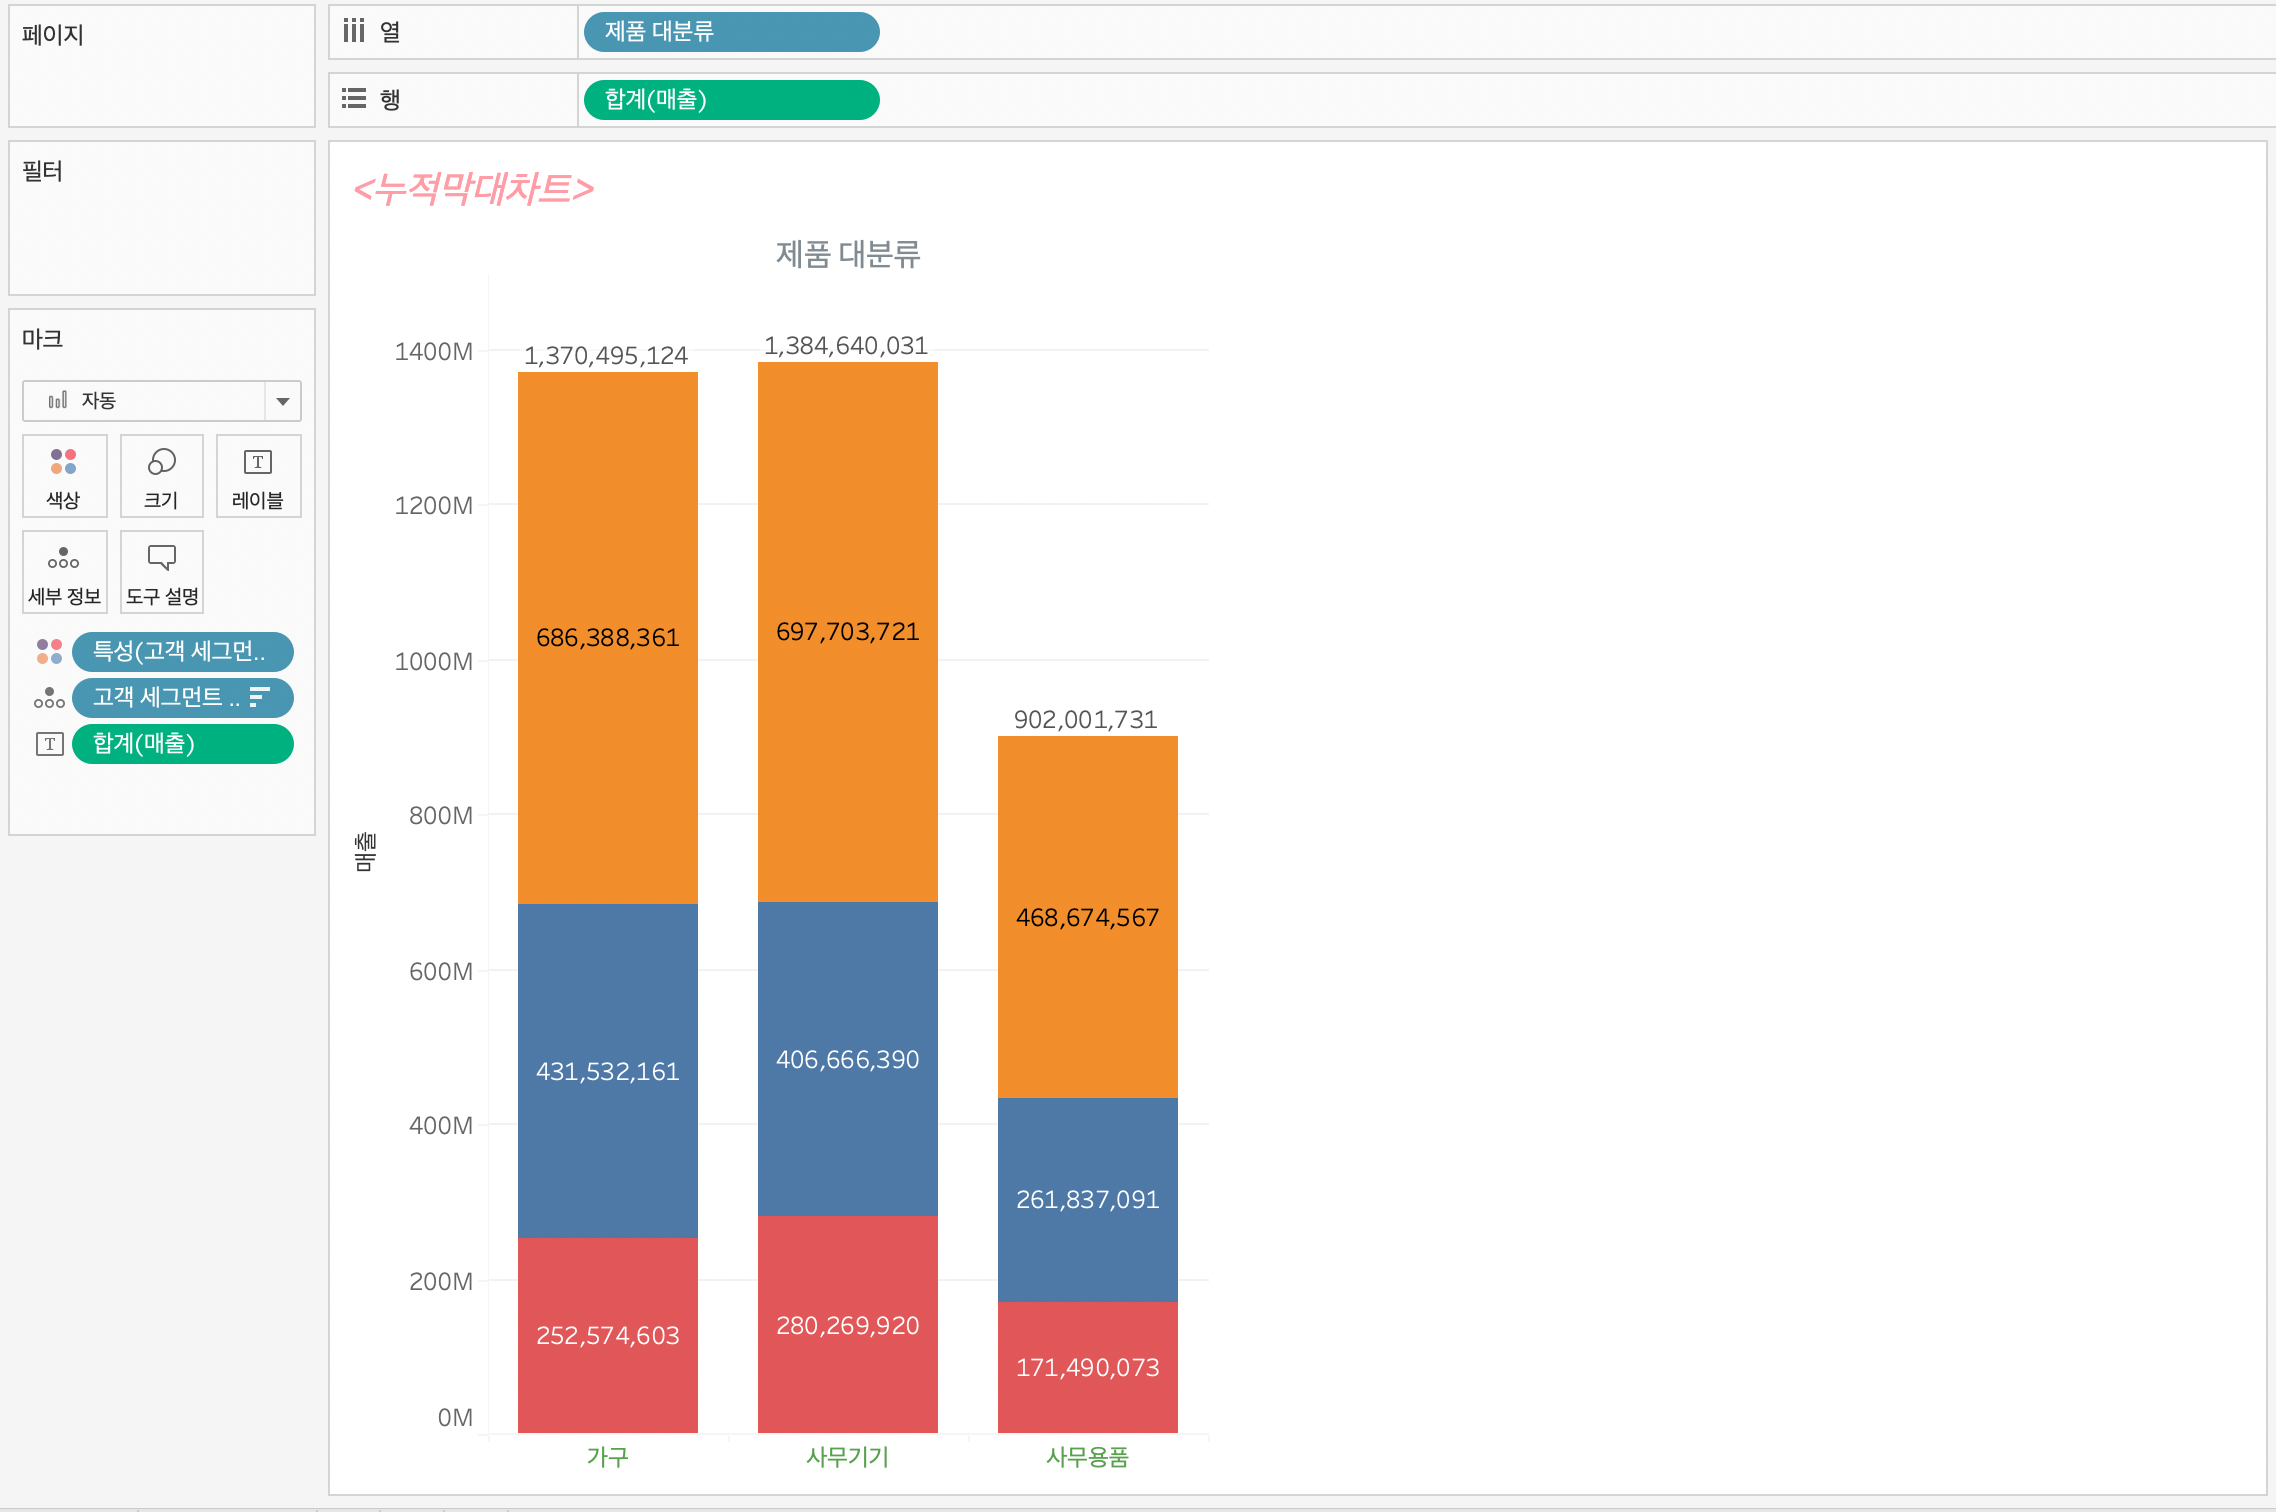 페이지
열
제품 대분류
행
합계(매출)
필터
마크
자동
색상
크기
레이블
세부 정보
도구 설명
특성(고객 세그먼..
고객 세그먼트 ..
합계(매출)
<누적막대차트>
제품 대분류
매출
1400M
1200M
1000M
800M
600M
400M
200M
0M
1,370,495,124
1,384,640,031
686,388,361
697,703,721
902,001,731
468,674,567
431,532,161
406,666,390
261,837,091
252,574,603
280,269,920
171,490,073
가구
사무기기
사무용품